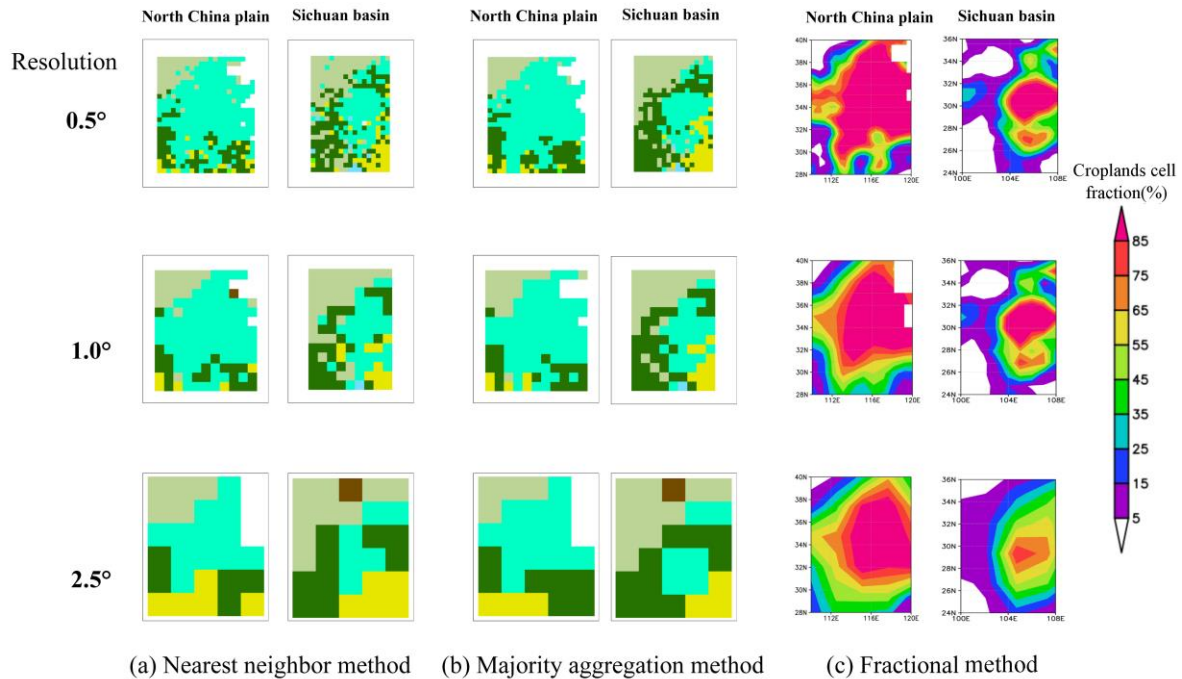 North China plain Sichuan basin North China plain Sichuan basin North China plain Sichuan basin
Resolution
0.5°
40N
38N
36N
34N
32N
30N
28N
112E 116E 120E
36N
34N
32N
30N
28N
26N
24N
100E 104E 108E
Croplands cell
fraction(%)
85
75
65
55
45
35
25
15
5
1.0°
40N
38N
36N
34N
32N
30N
28N
112E 116E 120E
36N
34N
32N
30N
28N
26N
24N
100E 104E 108E
2.5°
40N
38N
36N
34N
32N
30N
28N
112E 116E 120E
36N
34N
32N
30N
28N
26N
24N
100E 104E 108E
(a) Nearest neighbor method (b) Majority aggregation method (c) Fractional method